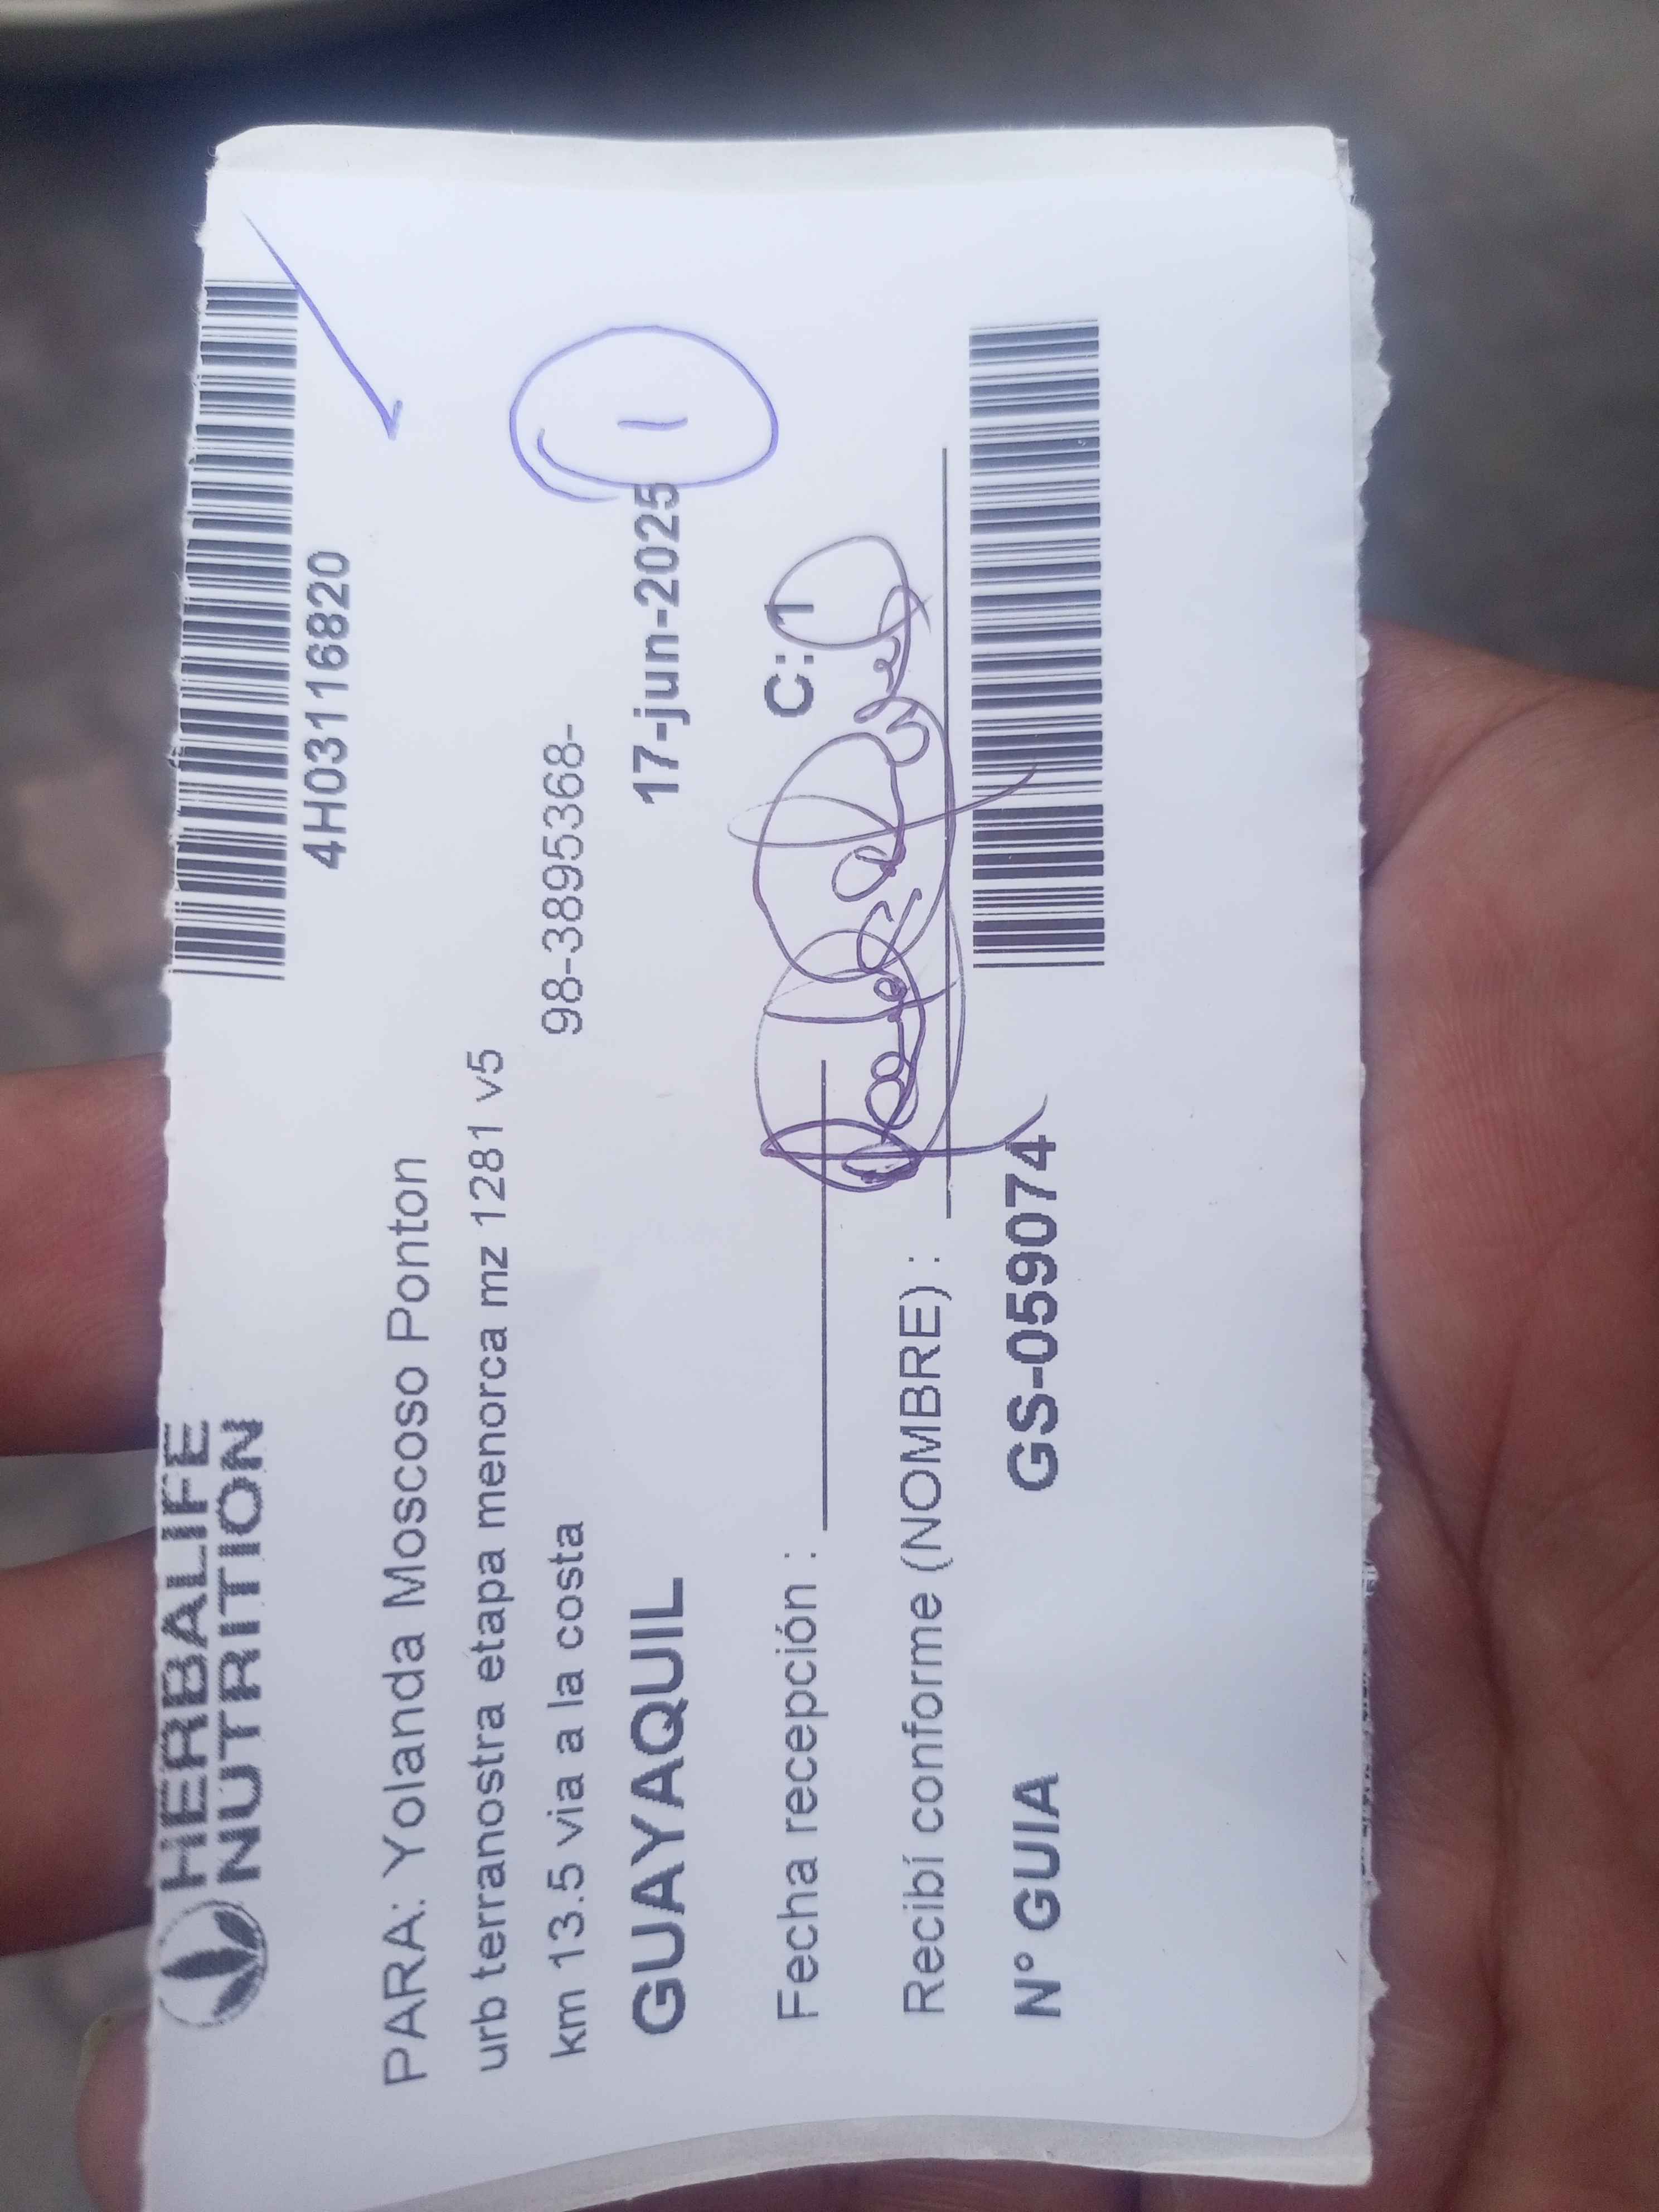 HERBALIFE
NUTRITION
4H03116820
PARA: Yolanda Moscoso Ponton
urb terranostra etapa menorca mz 1281 v5
km 13.5 via a la costa
98-3895368-
GUAYAQUIL
17-jun-2025
1
Fecha recepción :
C:1
Recibí conforme (NOMBRE) :
N° GUIA
GS-059074